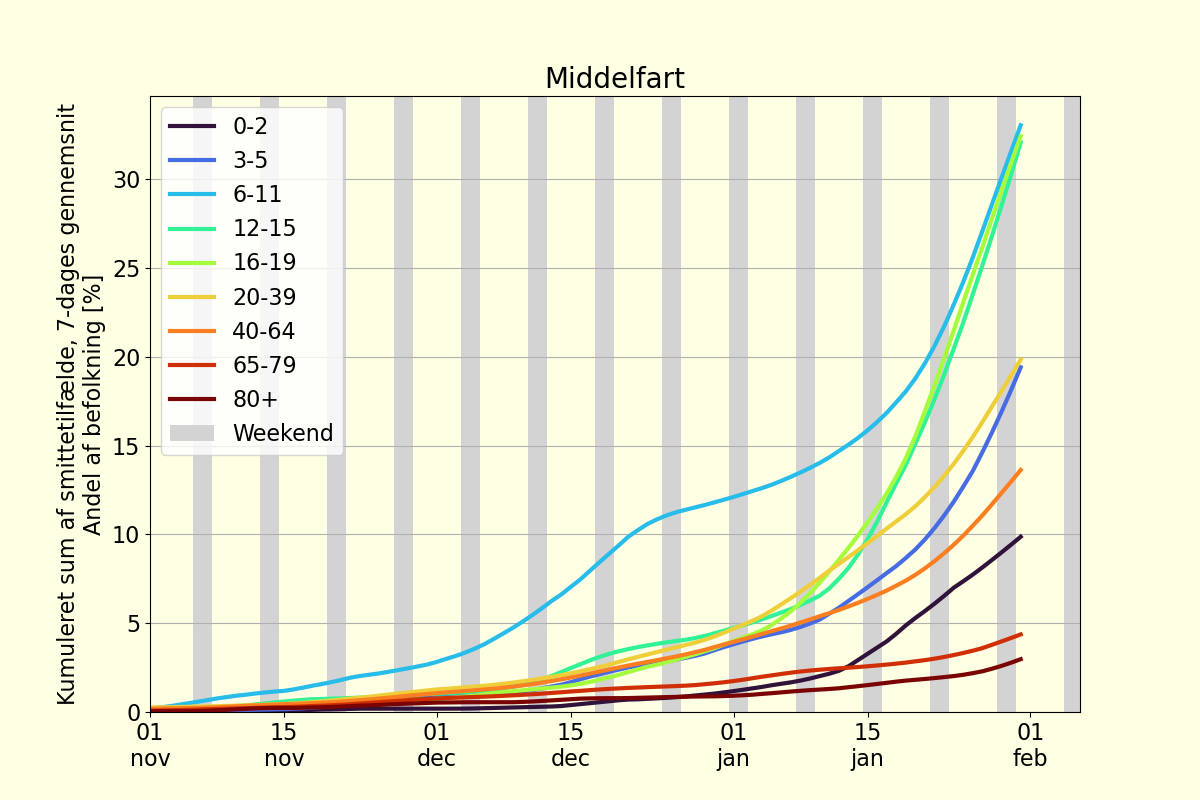 Middelfart
Kumuleret sum af smittetilfælde, 7-dages gennemsnit
Andel af befolkning [%]
30
25
20
15
10
5
0
0-2
3-5
6-11
12-15
16-19
20-39
40-64
65-79
80+
Weekend
01 15 01 15 01 15 01
nov nov dec dec jan jan feb